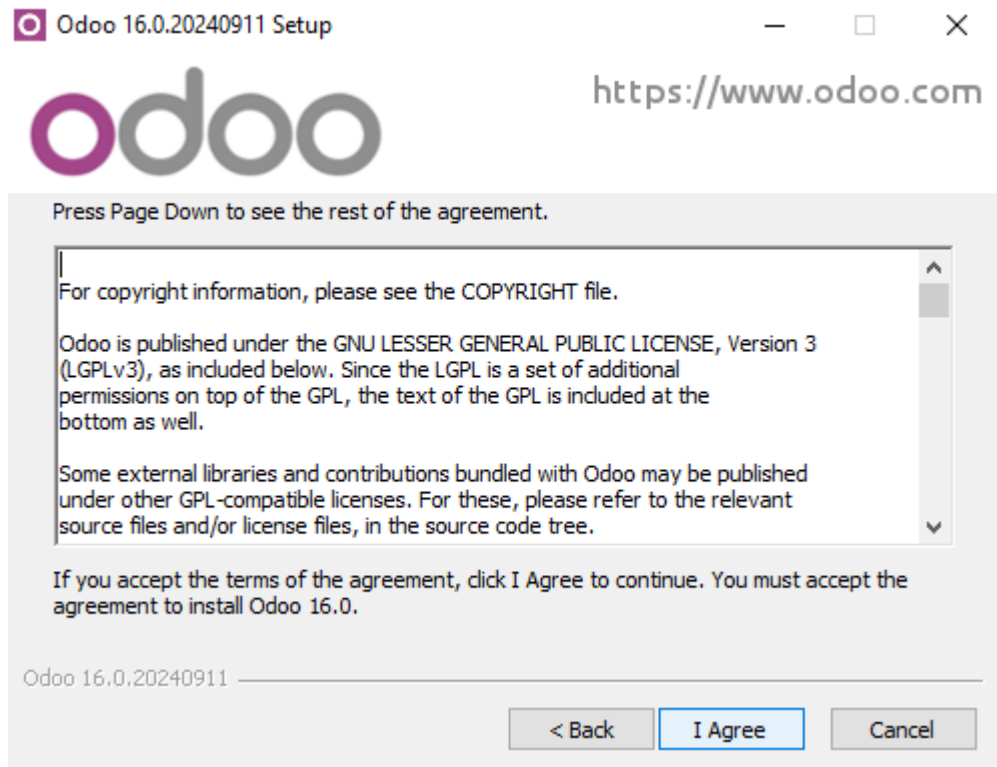 Odoo 16.0.20240911 Setup
odoo
https://www.odoo.com
Press Page Down to see the rest of the agreement.
For copyright information, please see the COPYRIGHT file.
Odoo is published under the GNU LESSER GENERAL PUBLIC LICENSE, Version 3
(LGPLv3), as included below. Since the LGPL is a set of additional
permissions on top of the GPL, the text of the GPL is included at the
bottom as well.
Some external libraries and contributions bundled with Odoo may be published
under other GPL-compatible licenses. For these, please refer to the relevant
source files and/or license files, in the source code tree.
If you accept the terms of the agreement, click I Agree to continue. You must accept the
agreement to install Odoo 16.0.
Odoo 16.0.20240911
< Back
I Agree
Cancel